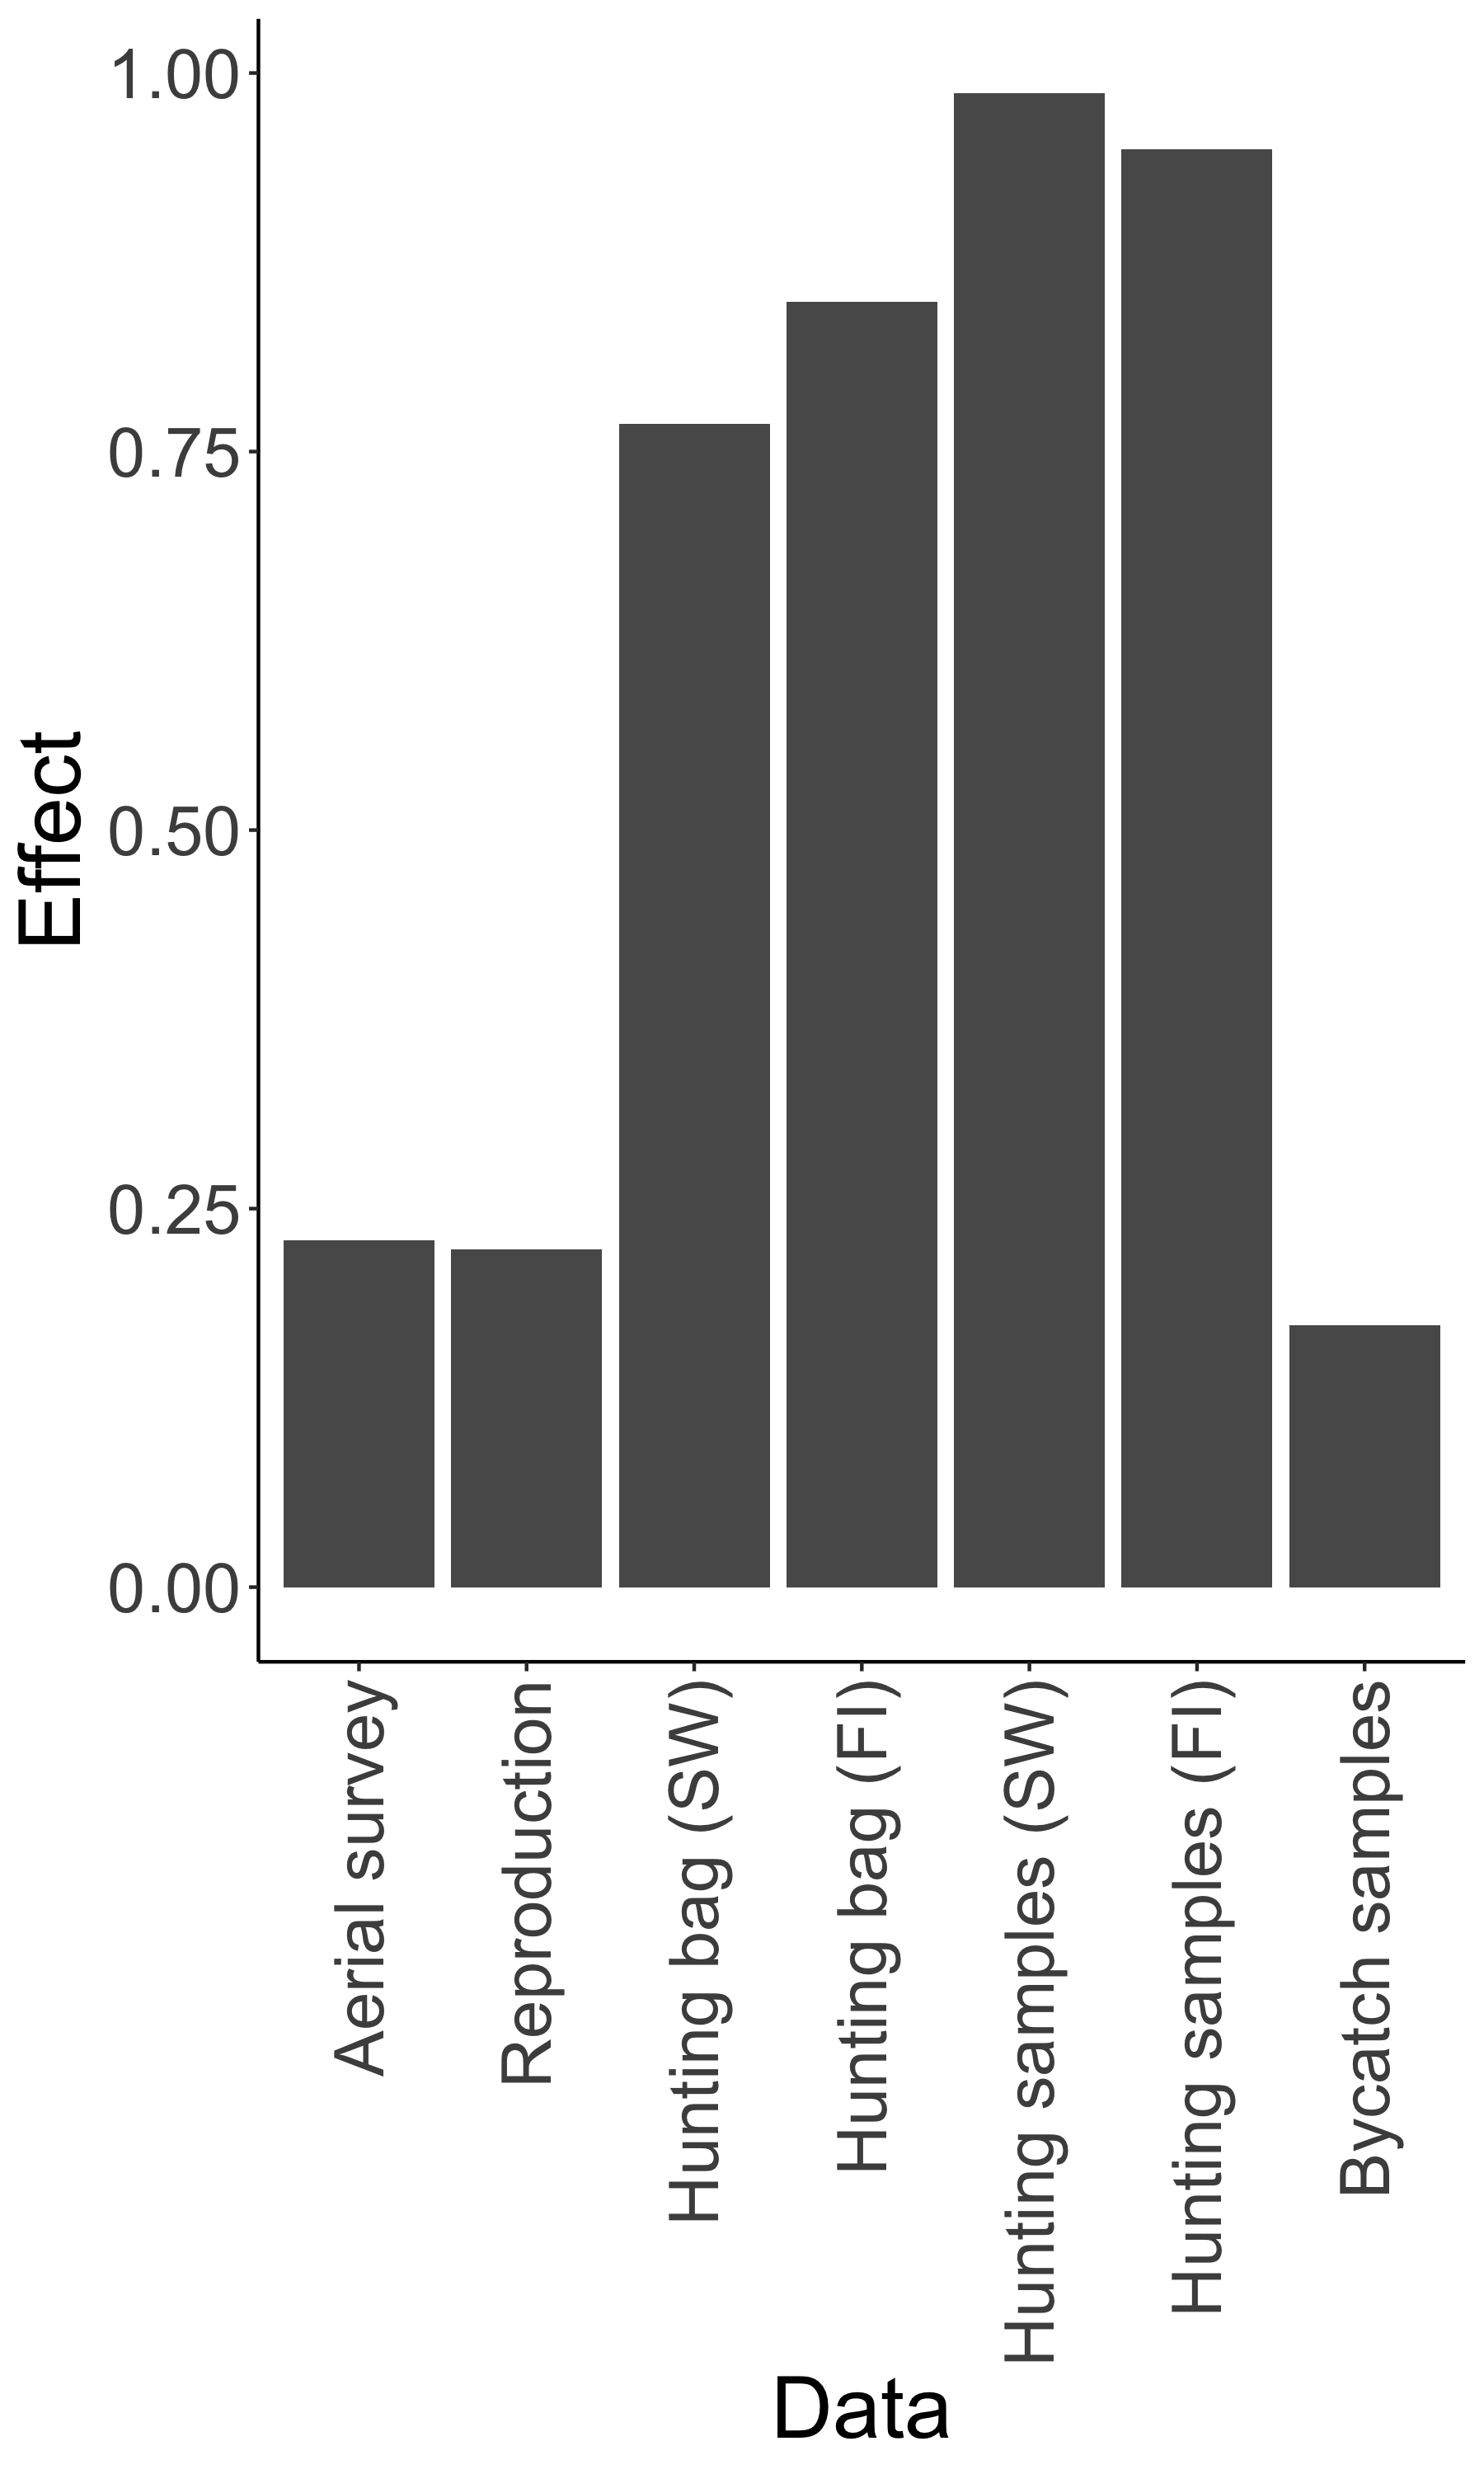 1.00
0.75
0.50
0.25
0.00
Effect
Aerial survey
Reproduction
Hunting bag (SW)
Hunting bag (FI)
Hunting samples (SW)
Hunting samples (FI)
Bycatch samples
Data